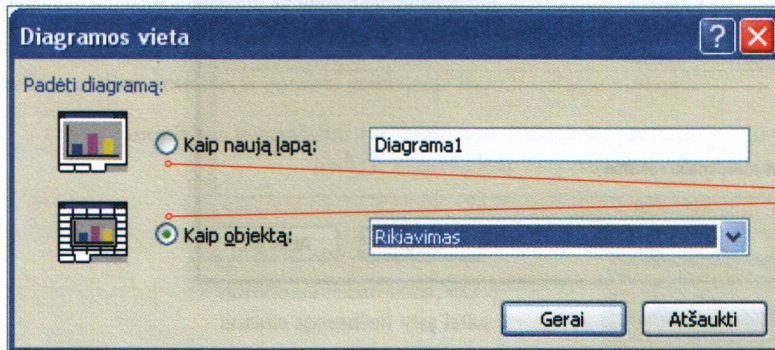 Diagramos vieta
Padėti diagramą:
Kaip naują lapą: Diagrama1
Kaip objektą: Rikiavimas
Gerai Atšaukti